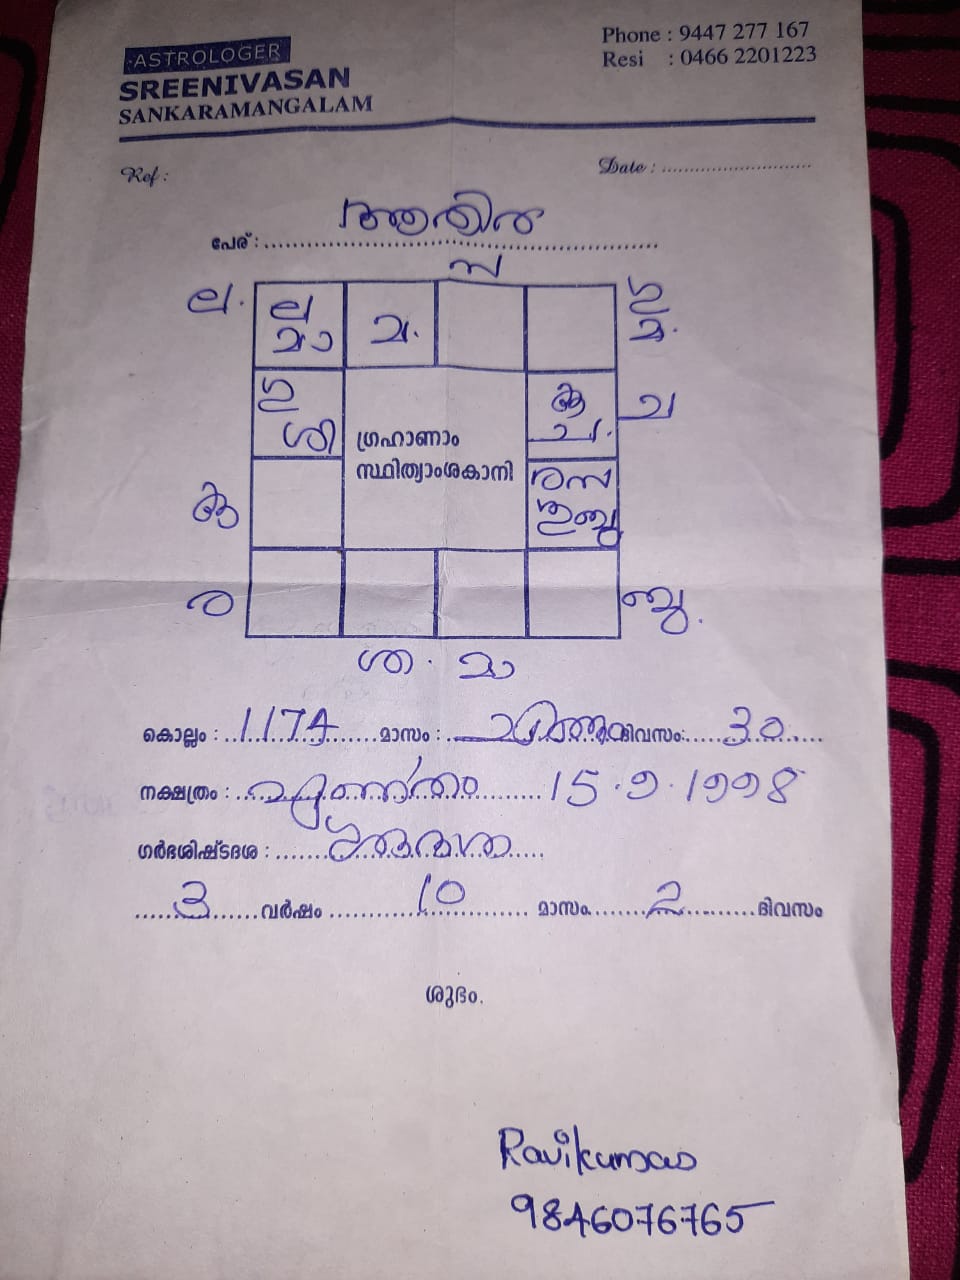 ASTROLOGER
SREENIVASAN
SANKARAMANGALAM
Phone : 9447 277 167
Resi : 0466 2201223
Ref :
Date :
പേര് : ആതിര
സ
ല. ല മാ വ. ഗു മ.
ഗു ശി ആ ച. ച
ഗ്രഹാണാം
സ്ഥിത്യാംശകാനി
ര സ
ആ
ര
ശ. മാ
കൊല്ലം : 1174 മാസം : ചിങ്ങം ദിവസം: 30
നക്ഷത്രം : പുണർതം 15.9.1998
ഗർഭശിഷ്ടദശ :
3 വർഷം 10 മാസം 2 ദിവസം
ശുഭം.
Ravikumar
9846076765